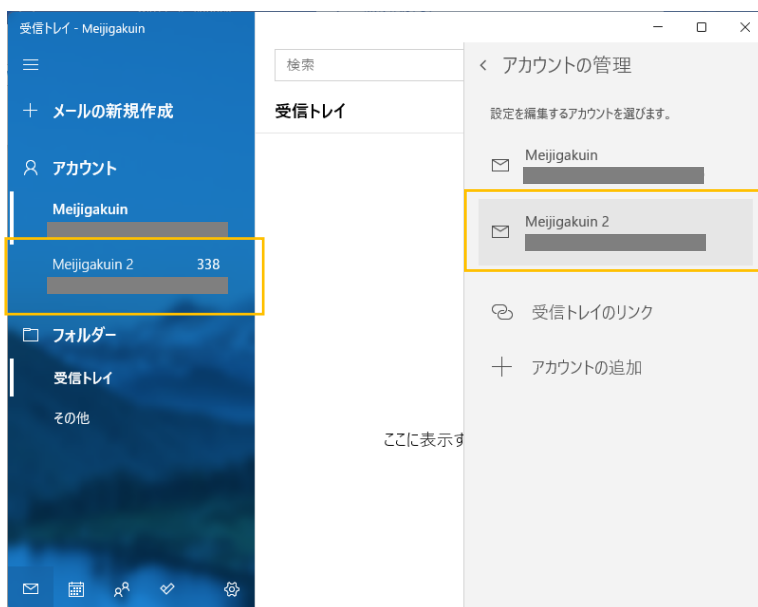 受信トレイ - Meijigakuin
メールの新規作成
アカウント
Meijigakuin
Meijigakuin 2 338
フォルダー
受信トレイ
その他
検索
受信トレイ
ここに表示す
アカウントの管理
設定を編集するアカウントを選びます。
Meijigakuin
Meijigakuin 2
受信トレイのリンク
アカウントの追加